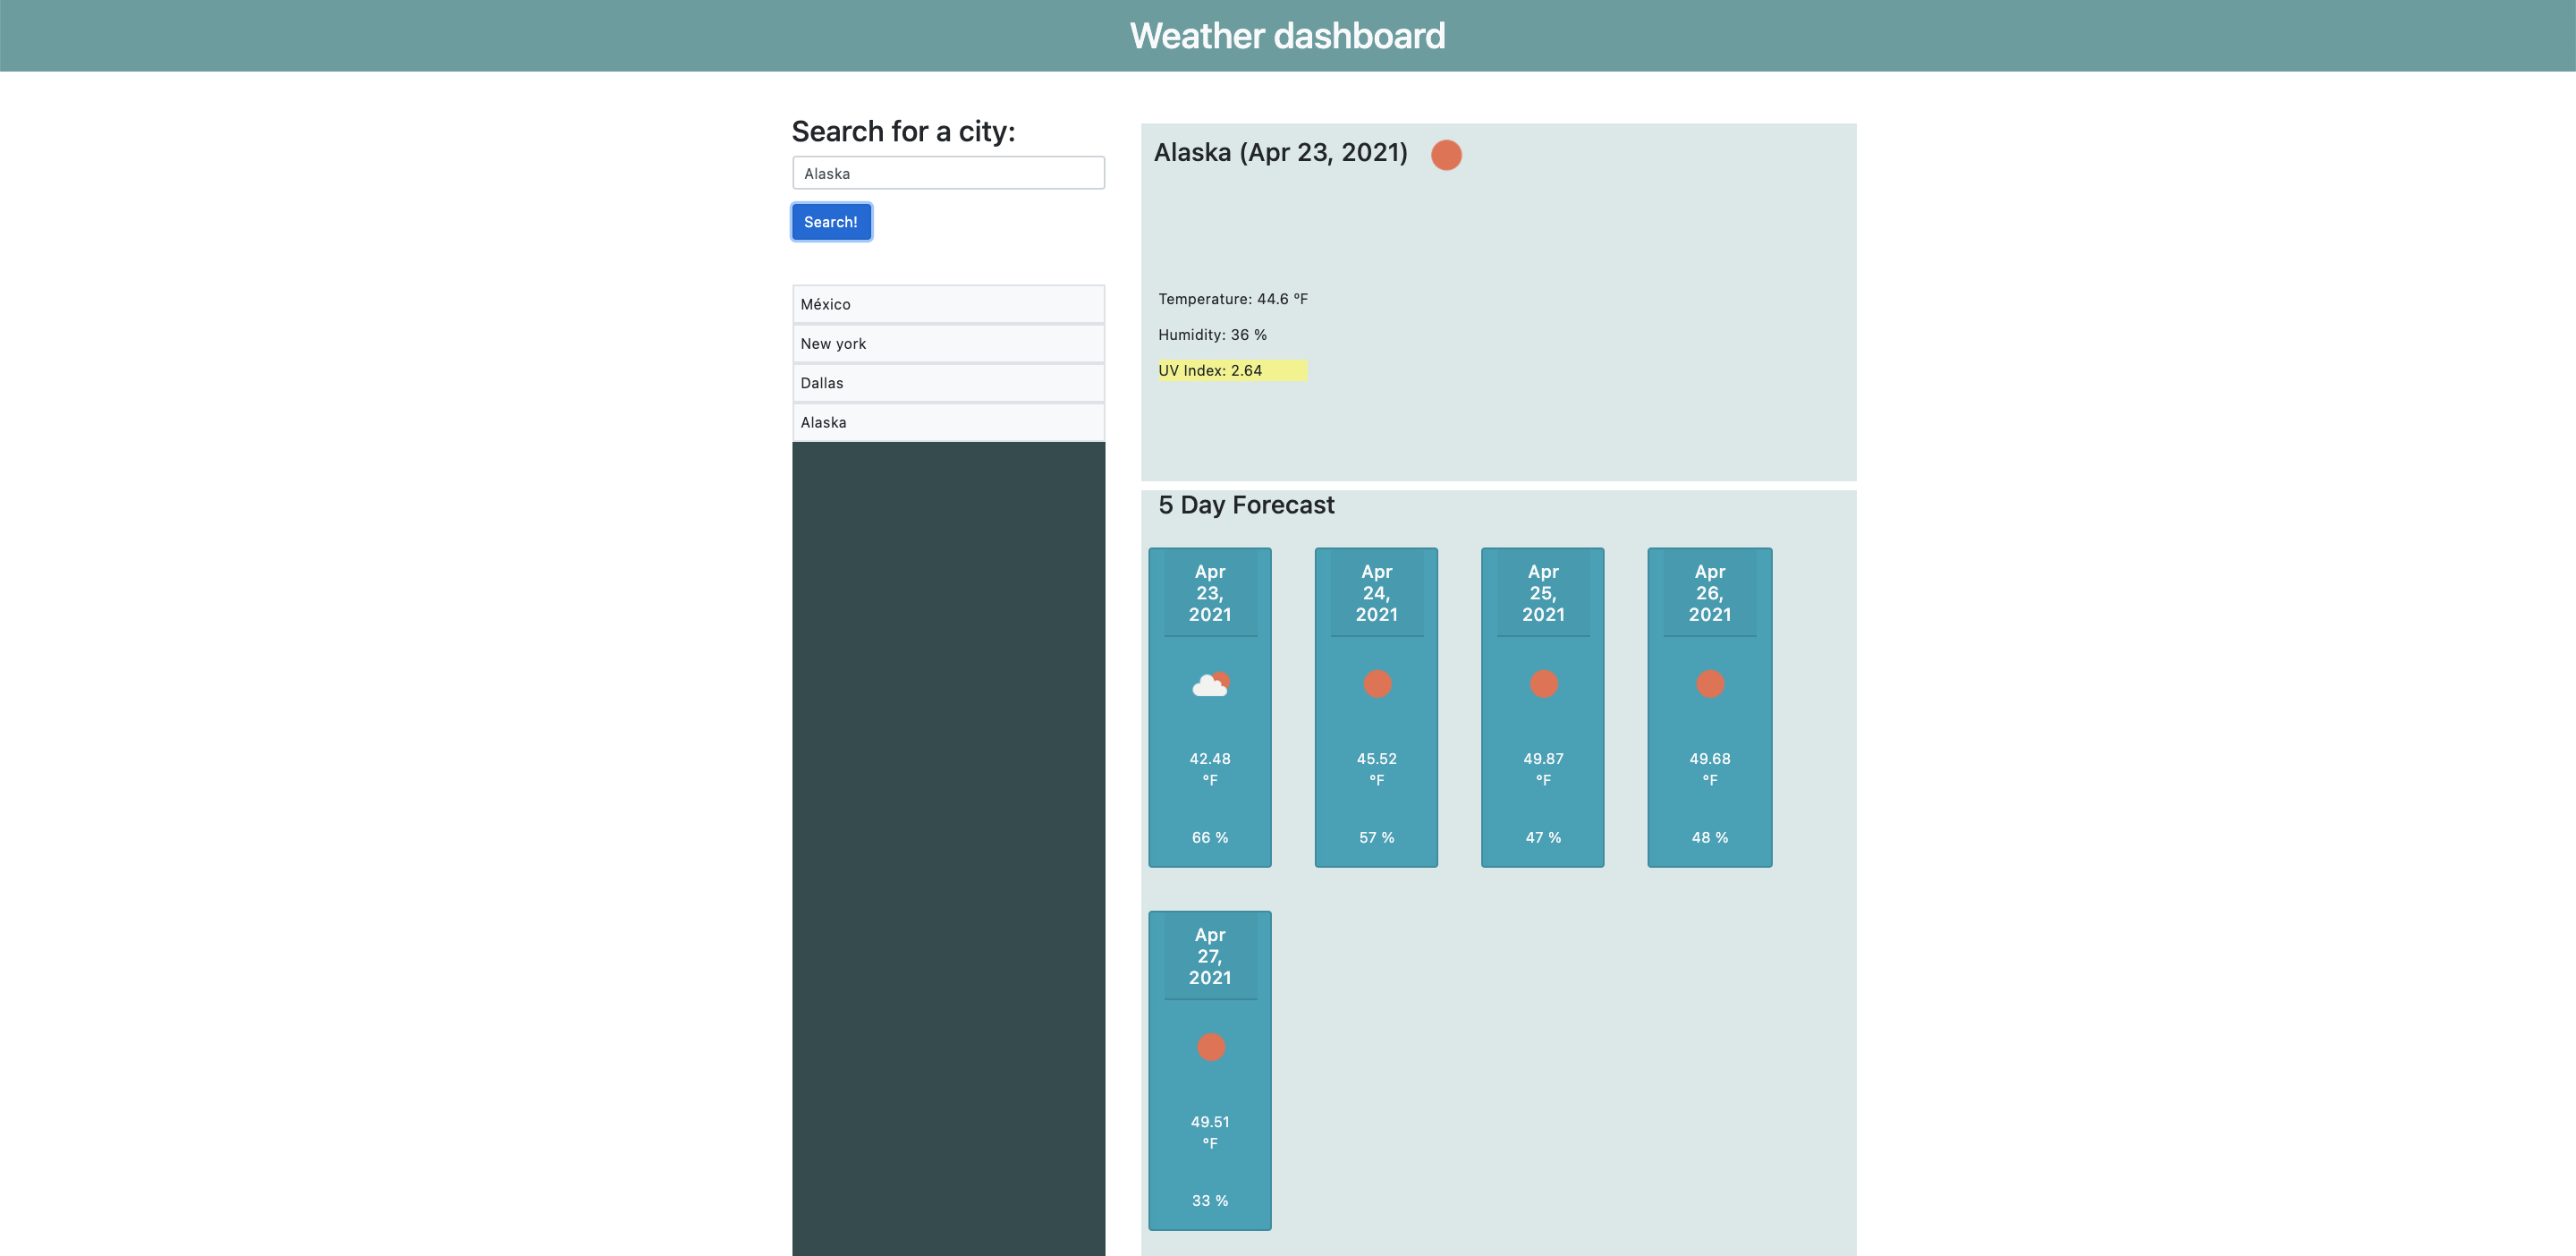 Weather dashboard
Search for a city:
Alaska
Search!
México
New york
Dallas
Alaska
Alaska (Apr 23, 2021)
Temperature: 44.6 °F
Humidity: 36 %
UV Index: 2.64
5 Day Forecast
Apr
23,
2021
42.48
°F
66 %
Apr
24,
2021
45.52
°F
57 %
Apr
25,
2021
49.87
°F
47 %
Apr
26,
2021
49.68
°F
48 %
Apr
27,
2021
49.51
°F
33 %